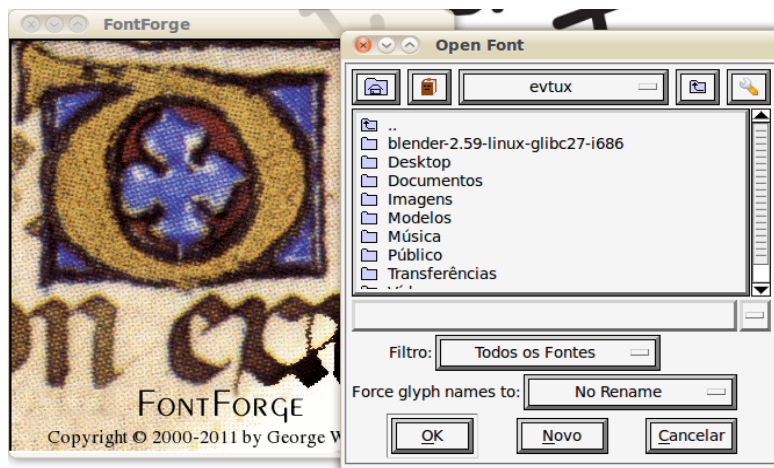 FontForge
FONTFORGE
Copyright © 2000-2011 by George W
Open Font
evtux
..
blender-2.59-linux-glibc27-i686
Desktop
Documentos
Imagens
Modelos
Música
Público
Transferências
Filtro: Todos os Fontes
Force glyph names to: No Rename
OK Novo Cancelar